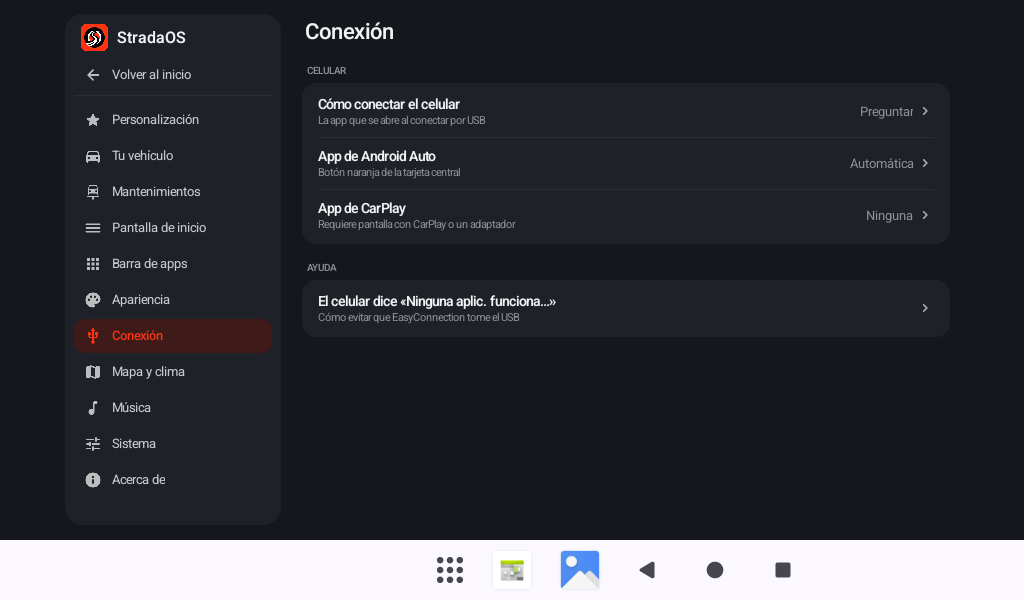 StradaOS
Volver al inicio
Personalización
Tu vehículo
Mantenimientos
Pantalla de inicio
Barra de apps
Apariencia
Conexión
Mapa y clima
Música
Sistema
Acerca de
Conexión
CELULAR
Cómo conectar el celular
La app que se abre al conectar por USB
Preguntar
App de Android Auto
Botón naranja de la tarjeta central
Automática
App de CarPlay
Requiere pantalla con CarPlay o un adaptador
Ninguna
AYUDA
El celular dice «Ninguna aplic. funciona…»
Cómo evitar que EasyConnection tome el USB